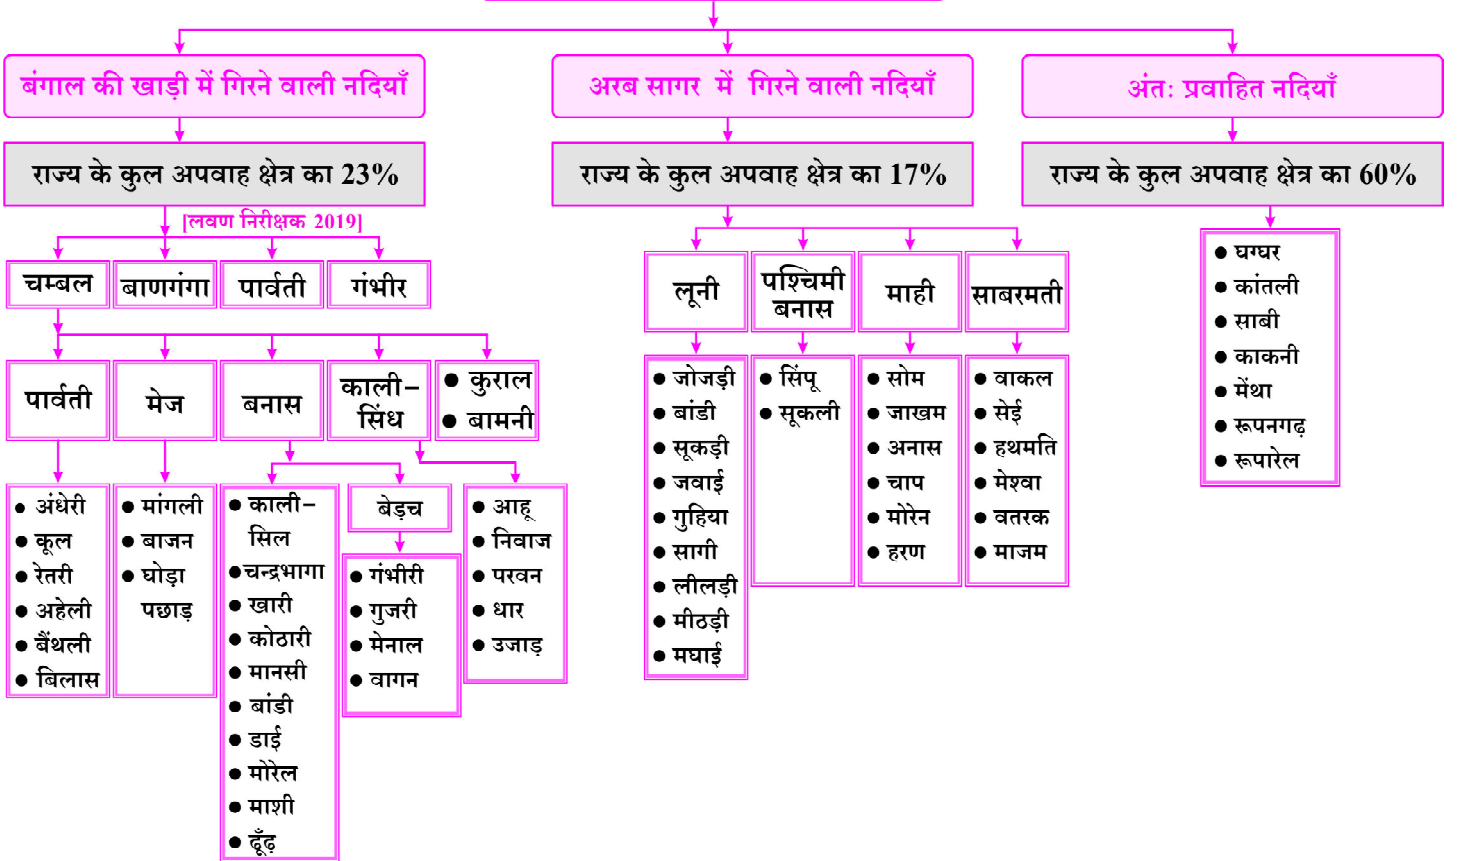 बंगाल की खाड़ी में गिरने वाली नदियाँ
अरब सागर में गिरने वाली नदियाँ
अंतः प्रवाहित नदियाँ
राज्य के कुल अपवाह क्षेत्र का 23%
राज्य के कुल अपवाह क्षेत्र का 17%
राज्य के कुल अपवाह क्षेत्र का 60%
[लवण निरीक्षक 2019]
चम्बल
बाणगंगा
पार्वती
गंभीर
पार्वती
मेज
बनास
काली–
सिंध
● कुराल
● बामनी
● अंधेरी
● कूल
● रेतरी
● अहेली
● बैंथली
● बिलास
● मांगली
● बाजन
● घोड़ा
पछाड़
● काली–
सिल
● चन्द्रभागा
● खारी
● कोठारी
● मानसी
● बांडी
● डाई
● मोरेल
● माशी
● ढूँढ़
बेड़च
● गंभीरी
● गुजरी
● मेनाल
● वागन
● आहू
● निवाज
● परवन
● धार
● उजाड़
लूनी
पश्चिमी
बनास
माही
साबरमती
● जोजड़ी
● बांडी
● सूकड़ी
● जवाई
● गुहिया
● सागी
● लीलड़ी
● मीठड़ी
● मघाई
● सिंपू
● सूकली
● सोम
● जाखम
● अनास
● चाप
● मोरेन
● हरण
● वाकल
● सेई
● हथमति
● मेश्वा
● वतरक
● माजम
● घग्घर
● कांतली
● साबी
● काकनी
● मेंथा
● रूपनगढ़
● रूपारेल